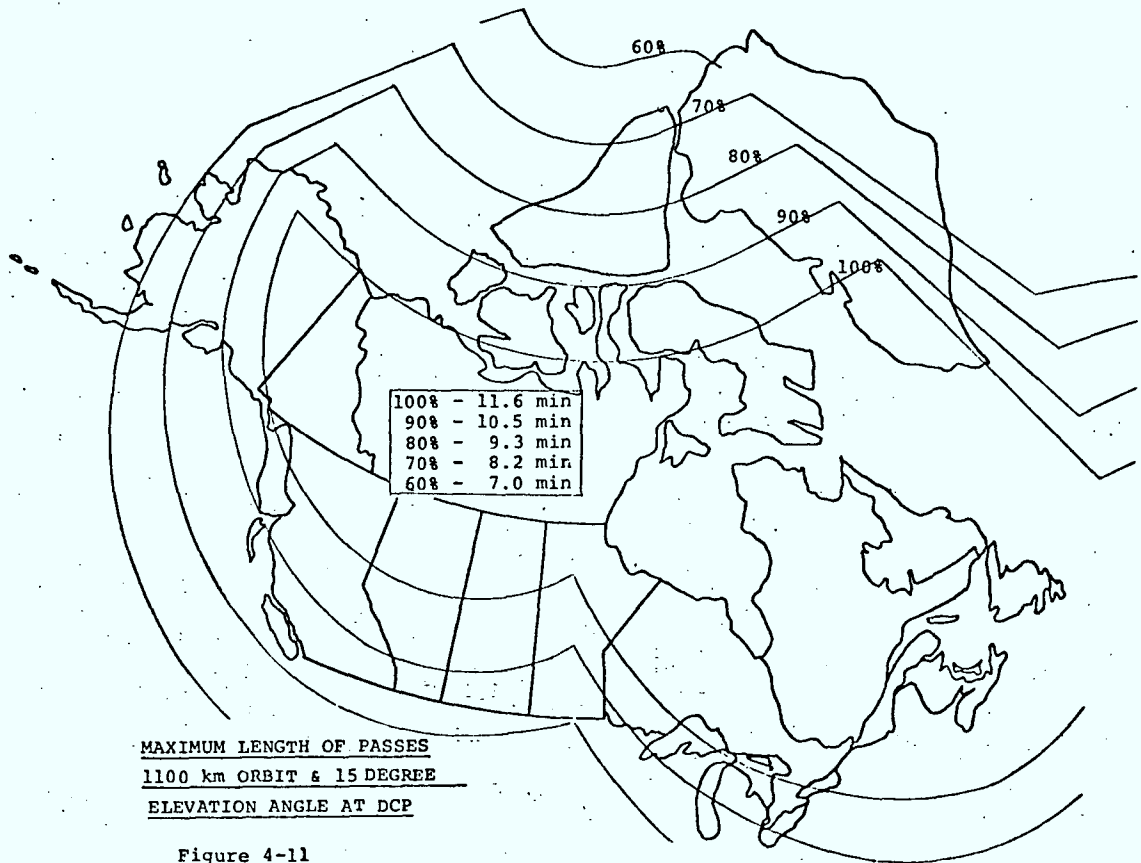 60%
70%
80%
90%
100%
100% - 11.6 min
90% - 10.5 min
80% - 9.3 min
70% - 8.2 min
60% - 7.0 min
MAXIMUM LENGTH OF PASSES
1100 km ORBIT & 15 DEGREE
ELEVATION ANGLE AT DCP
Figure 4-11